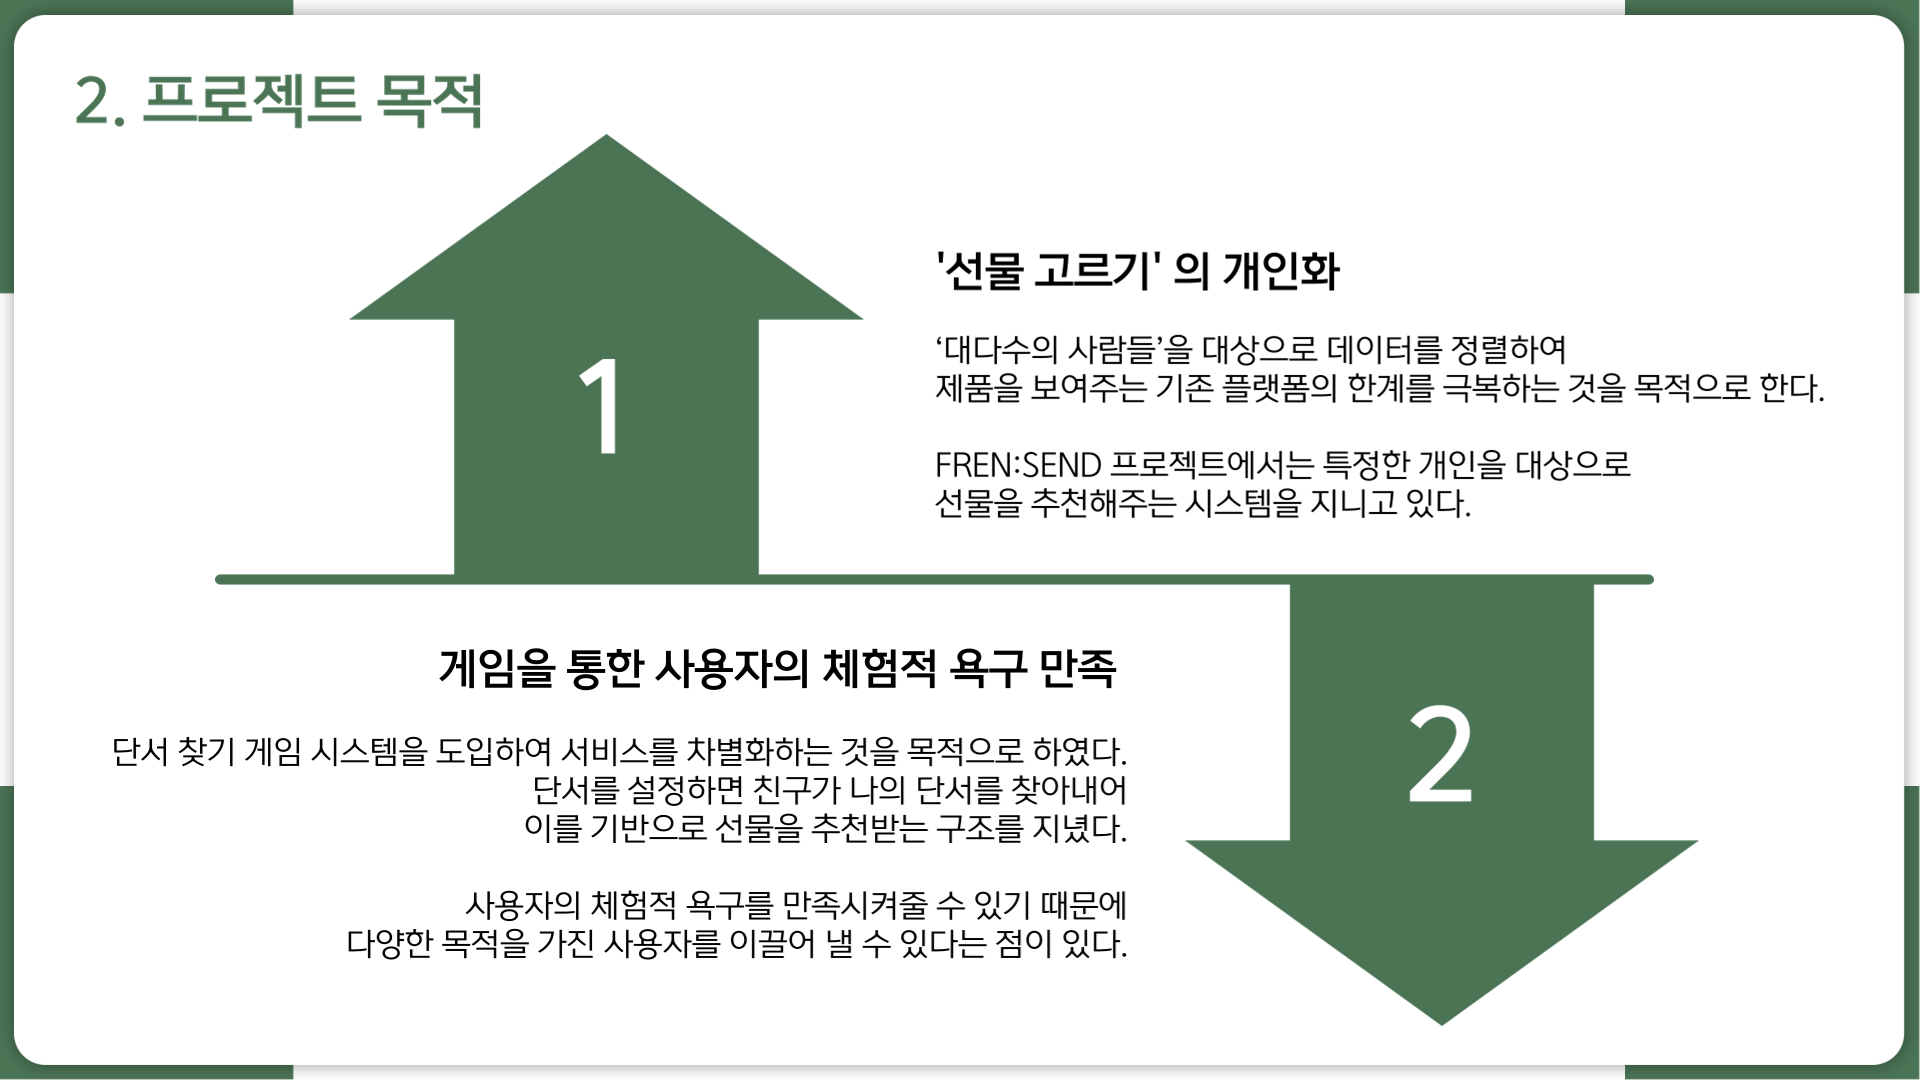 2. 프로젝트 목적
1
'선물 고르기' 의 개인화
‘대다수의 사람들’을 대상으로 데이터를 정렬하여
제품을 보여주는 기존 플랫폼의 한계를 극복하는 것을 목적으로 한다.
FREN:SEND 프로젝트에서는 특정한 개인을 대상으로
선물을 추천해주는 시스템을 지니고 있다.
게임을 통한 사용자의 체험적 욕구 만족
단서 찾기 게임 시스템을 도입하여 서비스를 차별화하는 것을 목적으로 하였다.
단서를 설정하면 친구가 나의 단서를 찾아내어
이를 기반으로 선물을 추천받는 구조를 지녔다.
사용자의 체험적 욕구를 만족시켜줄 수 있기 때문에
다양한 목적을 가진 사용자를 이끌어 낼 수 있다는 점이 있다.
2